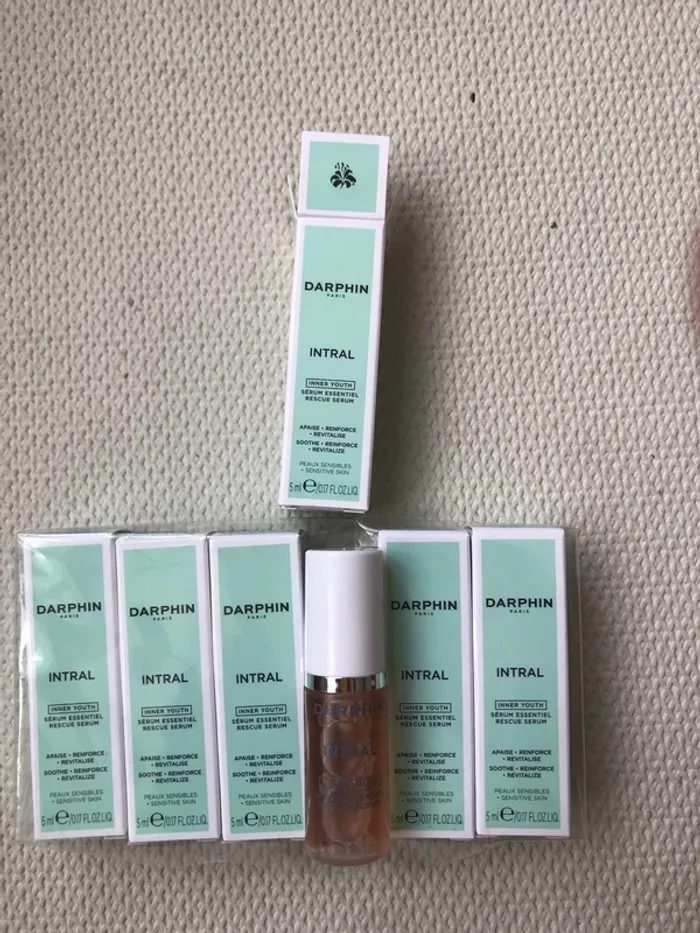 DARPHIN
PARIS
INTRAL
INNER YOUTH
SÉRUM ESSENTIEL
RESCUE SERUM
APAISE • RENFORCE
• REVITALISE
SOOTHE • REINFORCE
• REVITALIZE
PEAUX SENSIBLES
• SENSITIVE SKIN
5 ml e/0.17 FL.OZ.LIQ.
DARPHIN
PARIS
INTRAL
INNER YOUTH
SÉRUM ESSENTIEL
RESCUE SERUM
APAISE • RENFORCE
• REVITALISE
SOOTHE • REINFORCE
• REVITALIZE
PEAUX SENSIBLES
• SENSITIVE SKIN
5 ml e/0.17 FL.OZ.LIQ.
DARPHIN
PARIS
INTRAL
INNER YOUTH
SÉRUM ESSENTIEL
RESCUE SERUM
APAISE • RENFORCE
• REVITALISE
SOOTHE • REINFORCE
• REVITALIZE
PEAUX SENSIBLES
• SENSITIVE SKIN
5 ml e/0.17 FL.OZ.LIQ.
DARPHIN
PARIS
INTRAL
INNER YOUTH
SÉRUM ESSENTIEL
RESCUE SERUM
APAISE • RENFORCE
• REVITALISE
SOOTHE • REINFORCE
• REVITALIZE
PEAUX SENSIBLES
• SENSITIVE SKIN
5 ml e/0.17 FL.OZ.LIQ.
DARPHIN
INTRAL
DARPHIN
PARIS
INTRAL
INNER YOUTH
SÉRUM ESSENTIEL
RESCUE SERUM
APAISE • RENFORCE
• REVITALISE
SOOTHE • REINFORCE
• REVITALIZE
PEAUX SENSIBLES
• SENSITIVE SKIN
5 ml e/0.17 FL.OZ.LIQ.
DARPHIN
PARIS
INTRAL
INNER YOUTH
SÉRUM ESSENTIEL
RESCUE SERUM
APAISE • RENFORCE
• REVITALISE
SOOTHE • REINFORCE
• REVITALIZE
PEAUX SENSIBLES
• SENSITIVE SKIN
5 ml e/0.17 FL.OZ.LIQ.